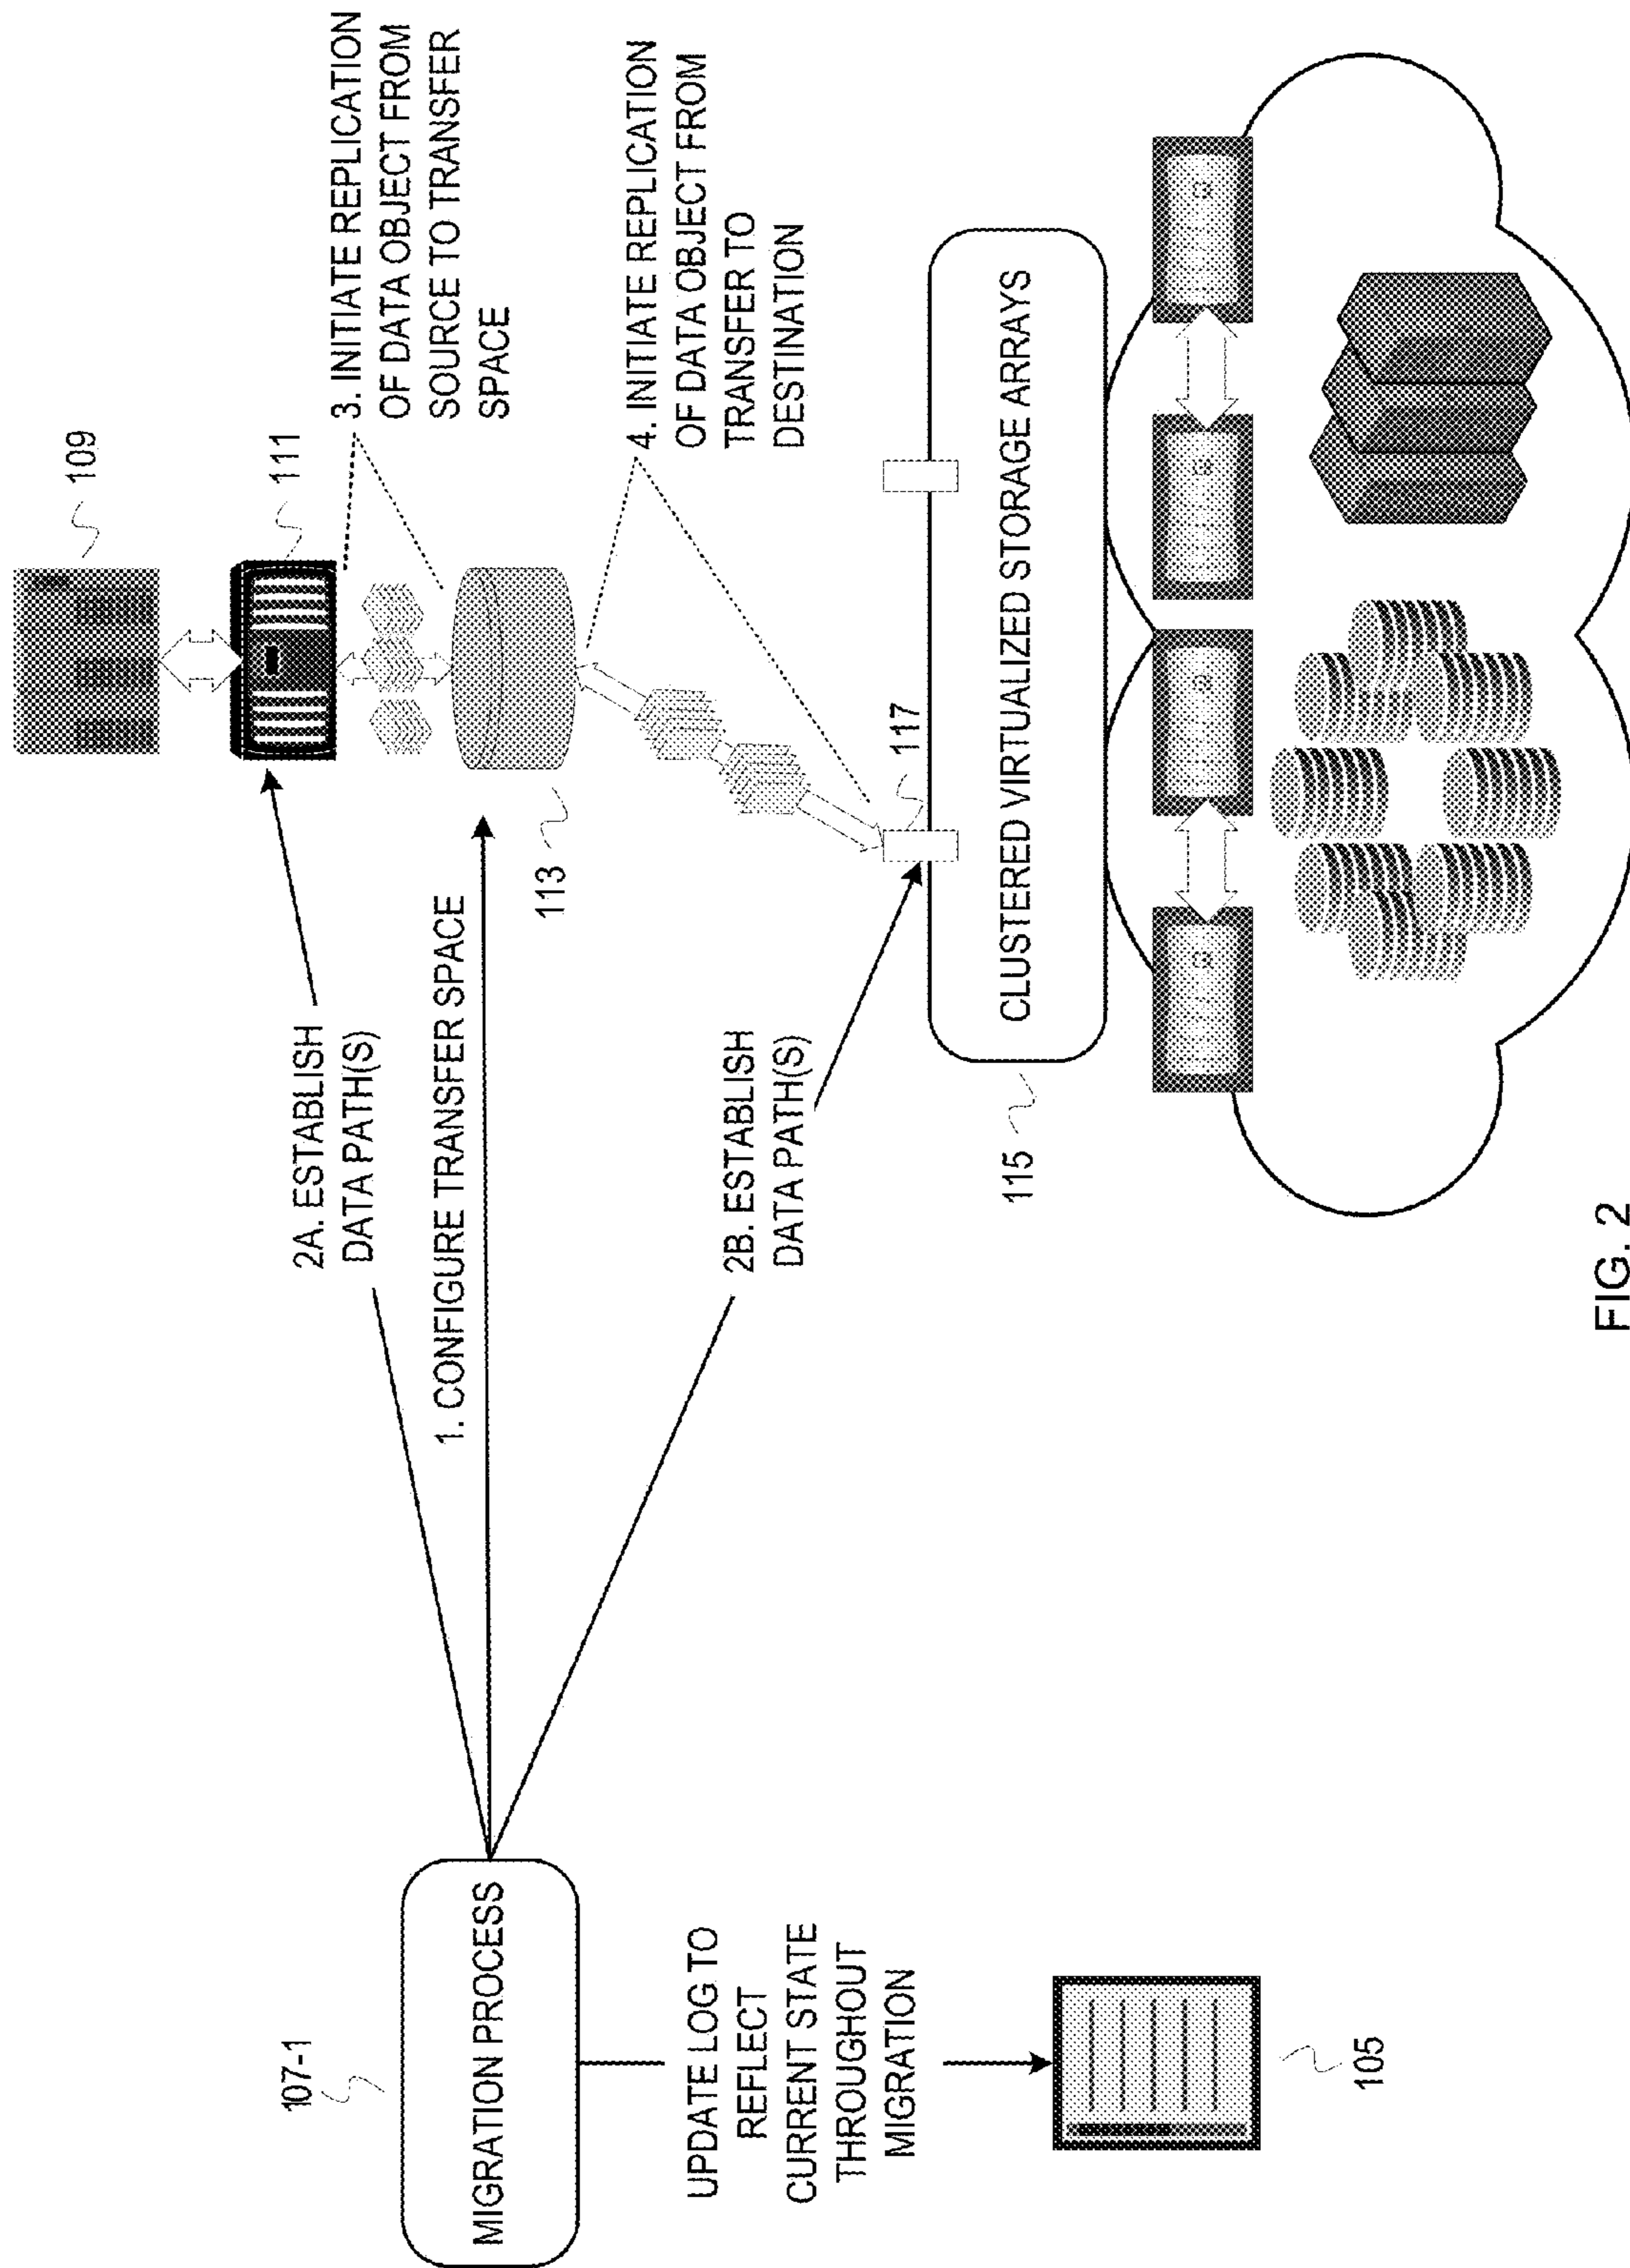 109
111
3. INITIATE REPLICATION
OF DATA OBJECT FROM
SOURCE TO TRANSFER
SPACE
2A. ESTABLISH
DATA PATH(S)
1. CONFIGURE TRANSFER SPACE
113
4. INITIATE REPLICATION
OF DATA OBJECT FROM
TRANSFER TO
DESTINATION
107-1
MIGRATION PROCESS
2B. ESTABLISH
DATA PATH(S)
117
UPDATE LOG TO
REFLECT
CURRENT STATE
THROUGHOUT
MIGRATION
115
CLUSTERED VIRTUALIZED STORAGE ARRAYS
105
FIG. 2